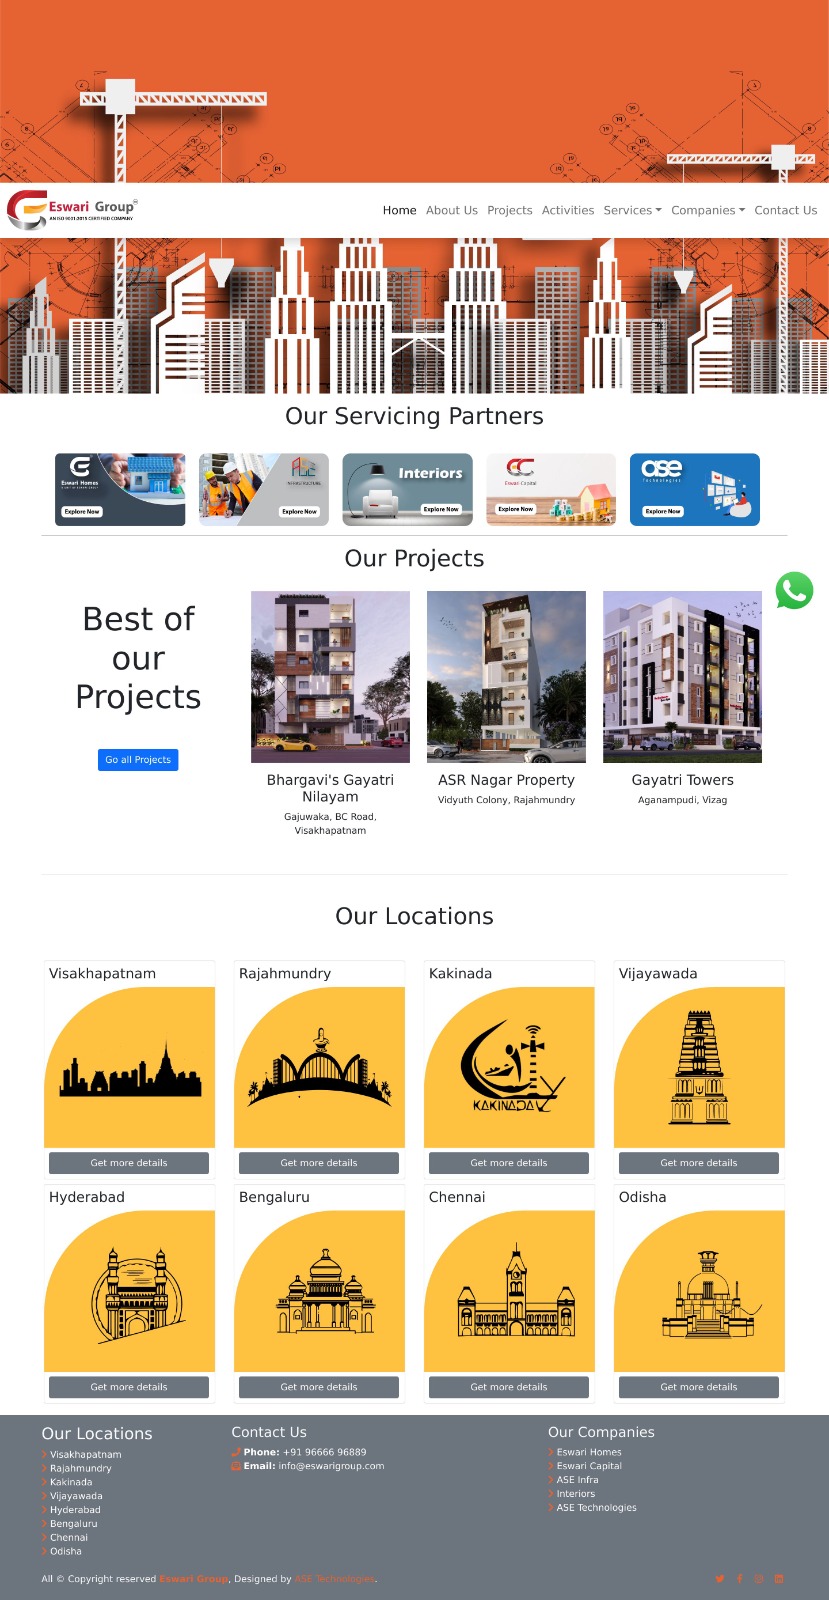 Eswari Group
AN ISO 9001:2015 CERTIFIED COMPANY
Home About Us Projects Activities Services Companies Contact Us
Our Servicing Partners
Eswari Homes
Explore Now
Explore Now
Interiors
Explore Now
Eswari Capital
Explore Now
ase
Technologies
Explore Now
Our Projects
Best of
our
Projects
Go all Projects
Bhargavi's Gayatri
Nilayam
Gajuwaka, BC Road,
Visakhapatnam
ASR Nagar Property
Vidyuth Colony, Rajahmundry
Gayatri Towers
Aganampudi, Vizag
Our Locations
Visakhapatnam
Get more details
Rajahmundry
Get more details
Kakinada
KAKINADA
Get more details
Vijayawada
Get more details
Hyderabad
Get more details
Bengaluru
Get more details
Chennai
Get more details
Odisha
Get more details
Our Locations
Visakhapatnam
Rajahmundry
Kakinada
Vijayawada
Hyderabad
Bengaluru
Chennai
Odisha
Contact Us
Phone: +91 96666 96889
Email: info@eswarigroup.com
Our Companies
Eswari Homes
Eswari Capital
ASE Infra
Interiors
ASE Technologies
All © Copyright reserved Eswari Group, Designed by ASE Technologies.